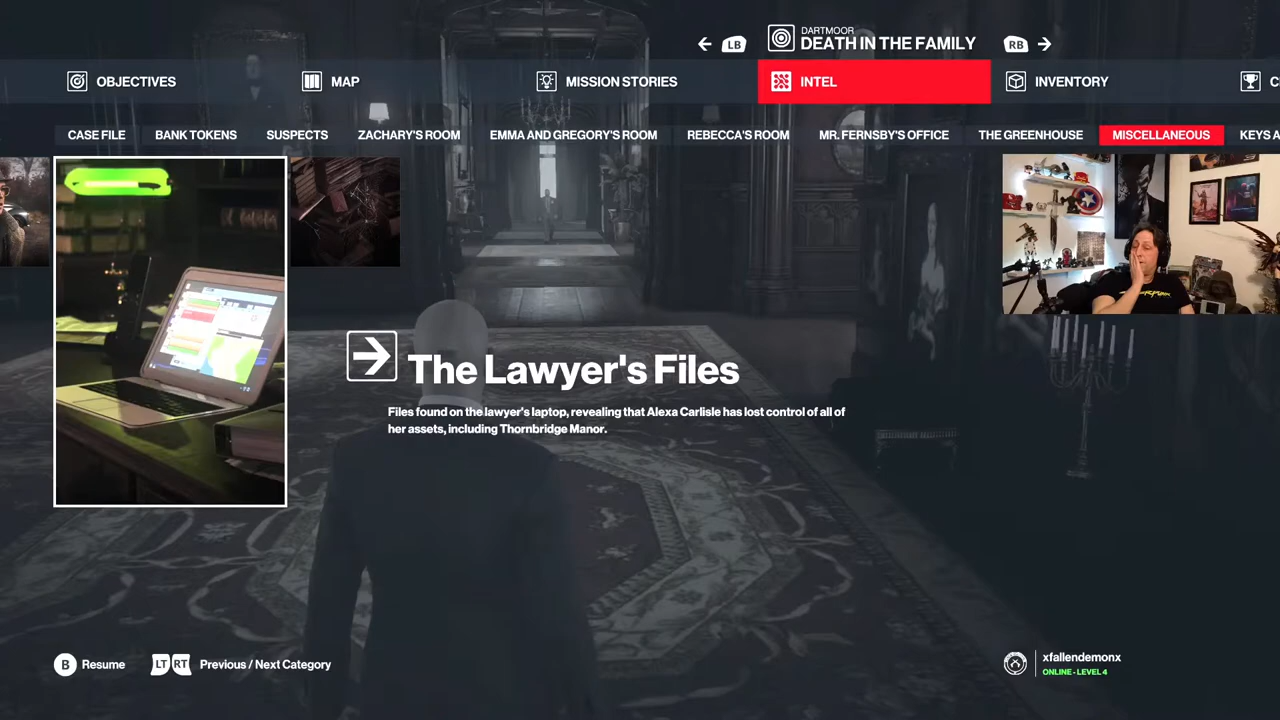 DARTMOOR
LB DEATH IN THE FAMILY RB
OBJECTIVES MAP MISSION STORIES INTEL INVENTORY
CASE FILE BANK TOKENS SUSPECTS ZACHARY'S ROOM EMMA AND GREGORY'S ROOM REBECCA'S ROOM MR. FERNSBY'S OFFICE THE GREENHOUSE MISCELLANEOUS KEYS A
The Lawyer's Files
Files found on the lawyer's laptop, revealing that Alexa Carlisle has lost control of all of
her assets, including Thornbridge Manor.
B Resume LT RT Previous / Next Category
xfallendemonx
ONLINE - LEVEL 4